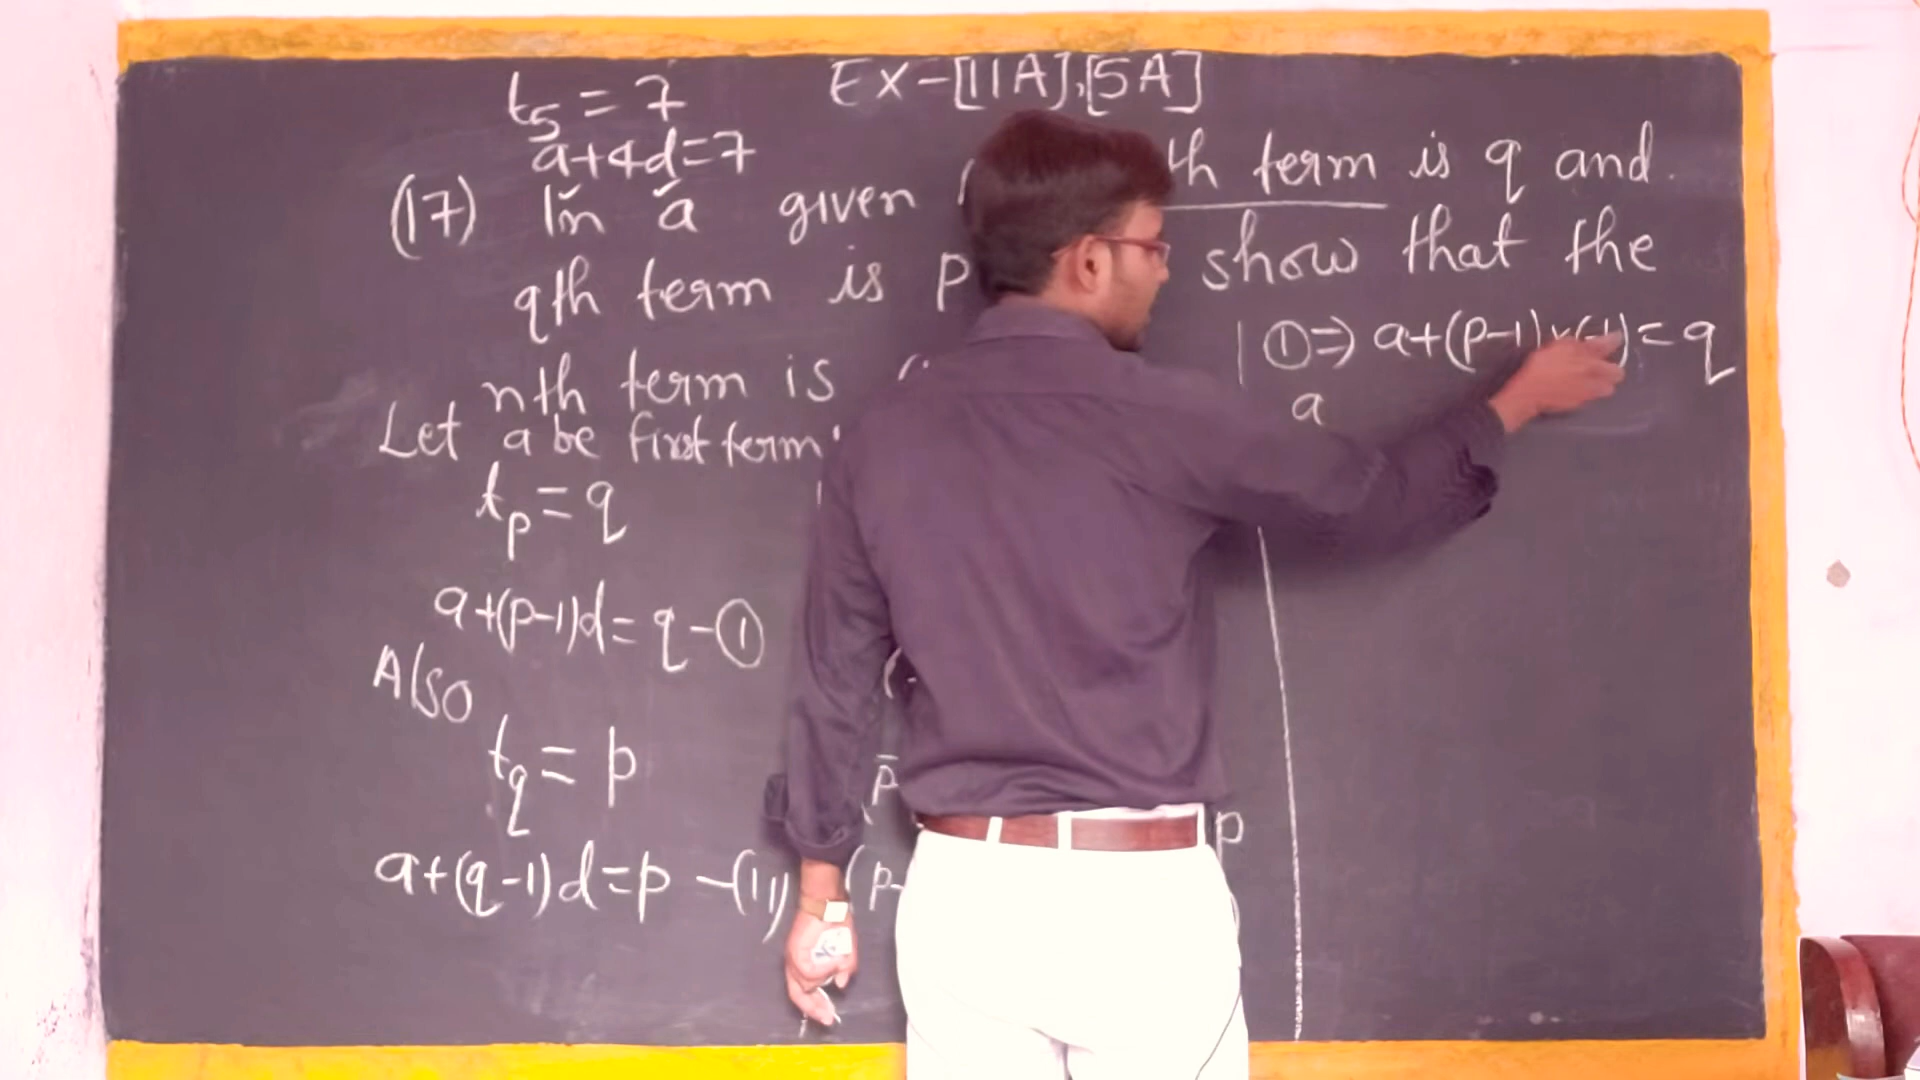 t5 = 7 EX-[11A],[5A]
a+4d=7
(17) In a given th term is q and
qth term is p show that the
nth term is
Let a be first term
tp = q
a+(p-1)d = q -①
Also
tq = p
a+(q-1)d=p -(11)
(p-
p
①⇒ a+(p-1)×(-1)= q
a